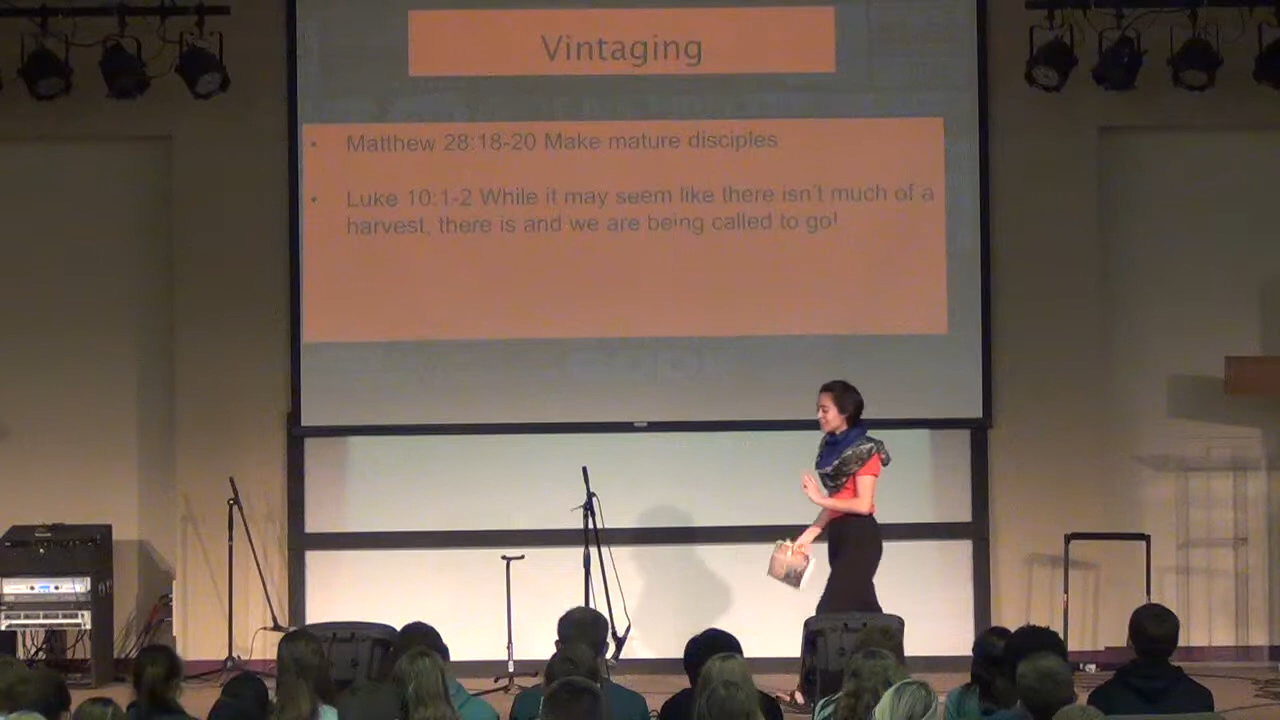 Vintaging
• Matthew 28:18-20 Make mature disciples
• Luke 10:1-2 While it may seem like there isn't much of a
harvest, there is and we are being called to go!